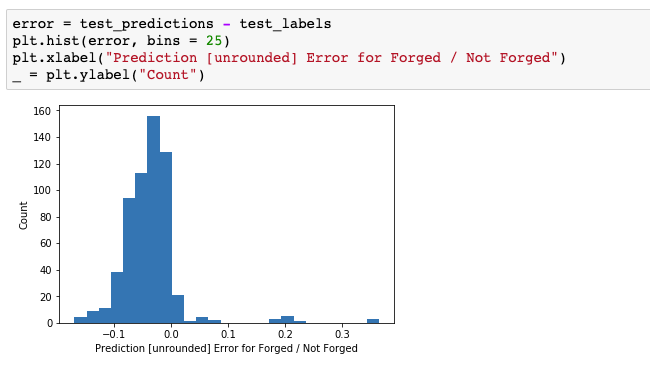 error = test_predictions - test_labels
plt.hist(error, bins = 25)
plt.xlabel("Prediction [unrounded] Error for Forged / Not Forged")
_ = plt.ylabel("Count")
160
140
120
100
80
60
40
20
0
Count
−0.1 0.0 0.1 0.2 0.3
Prediction [unrounded] Error for Forged / Not Forged